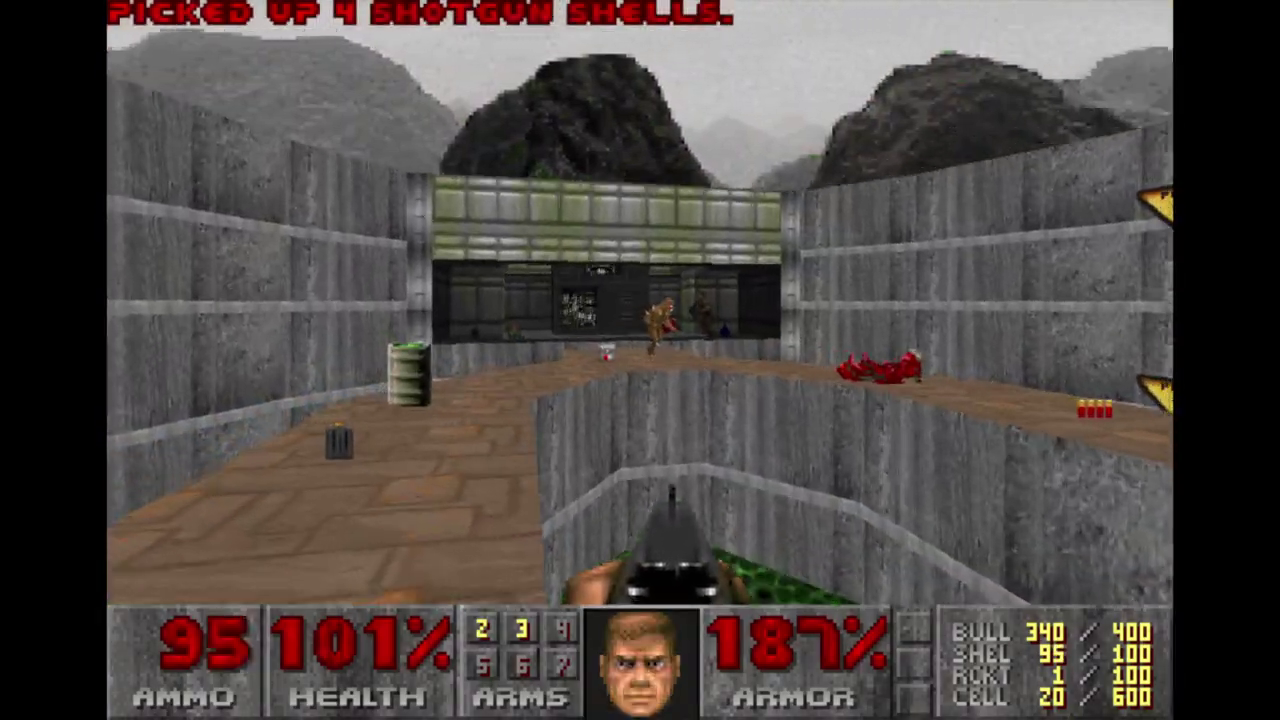 PICKED UP 4 SHOTGUN SHELLS.
95 101% 2 3 4 187% BULL 340 / 400
5 6 7 SHEL 95 / 100
RCKT 1 / 100
AMMO HEALTH ARMS ARMOR CELL 20 / 600